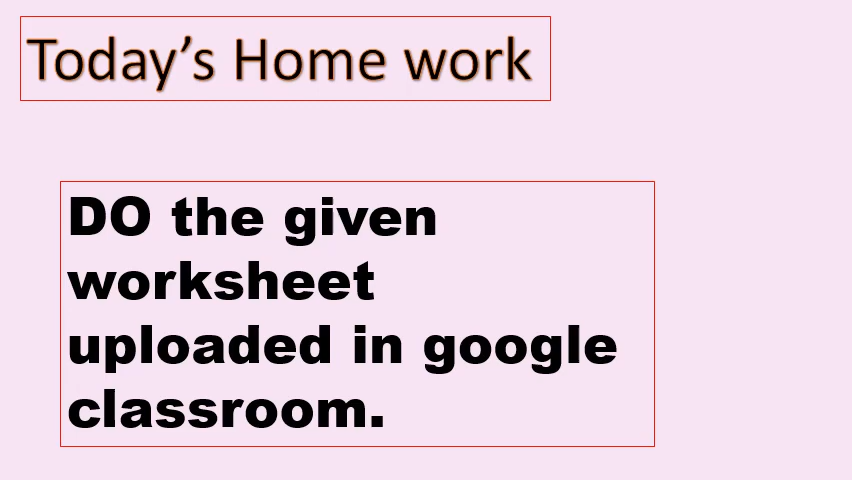 Today’s Home work
DO the given
worksheet
uploaded in google
classroom.